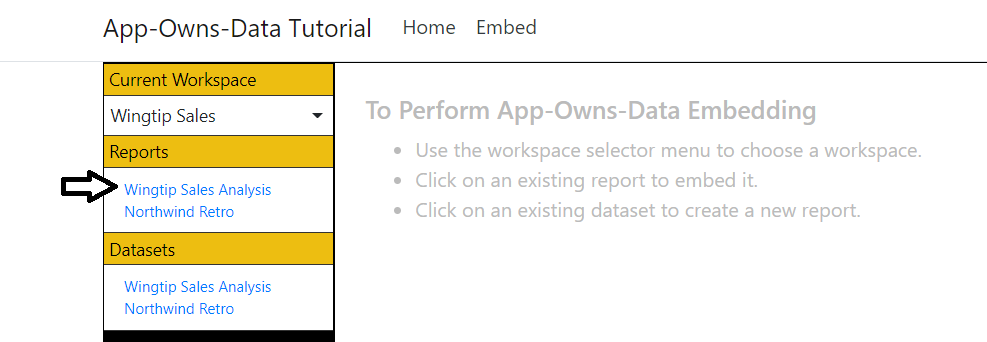 App-Owns-Data Tutorial Home Embed
Current Workspace
Wingtip Sales
Reports
Wingtip Sales Analysis
Northwind Retro
Datasets
Wingtip Sales Analysis
Northwind Retro
To Perform App-Owns-Data Embedding
• Use the workspace selector menu to choose a workspace.
• Click on an existing report to embed it.
• Click on an existing dataset to create a new report.